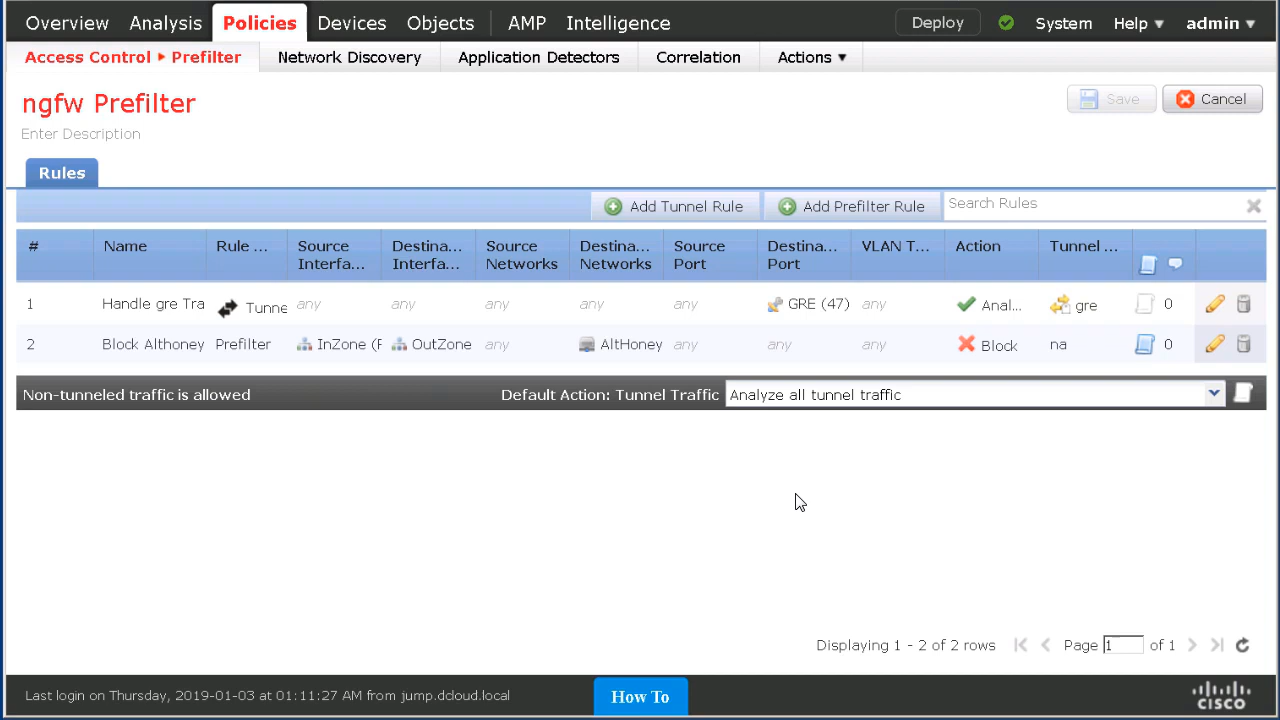 Overview Analysis Policies Devices Objects AMP Intelligence Deploy System Help admin
Access Control Prefilter Network Discovery Application Detectors Correlation Actions
ngfw Prefilter Save Cancel
Enter Description
Rules
Add Tunnel Rule Add Prefilter Rule Search Rules
# Name Rule ... Source Interfa... Destina... Interfa... Source Networks Destina... Networks Source Port Destina... Port VLAN T... Action Tunnel ...
1 Handle gre Tra Tunne any any any any any GRE (47) any Anal... gre 0
2 Block Althoney Prefilter InZone (F OutZone any AltHoney any any any Block na 0
Non-tunneled traffic is allowed Default Action: Tunnel Traffic Analyze all tunnel traffic
Displaying 1 - 2 of 2 rows Page 1 of 1
Last login on Thursday, 2019-01-03 at 01:11:27 AM from jump.dcloud.local How To CISCO